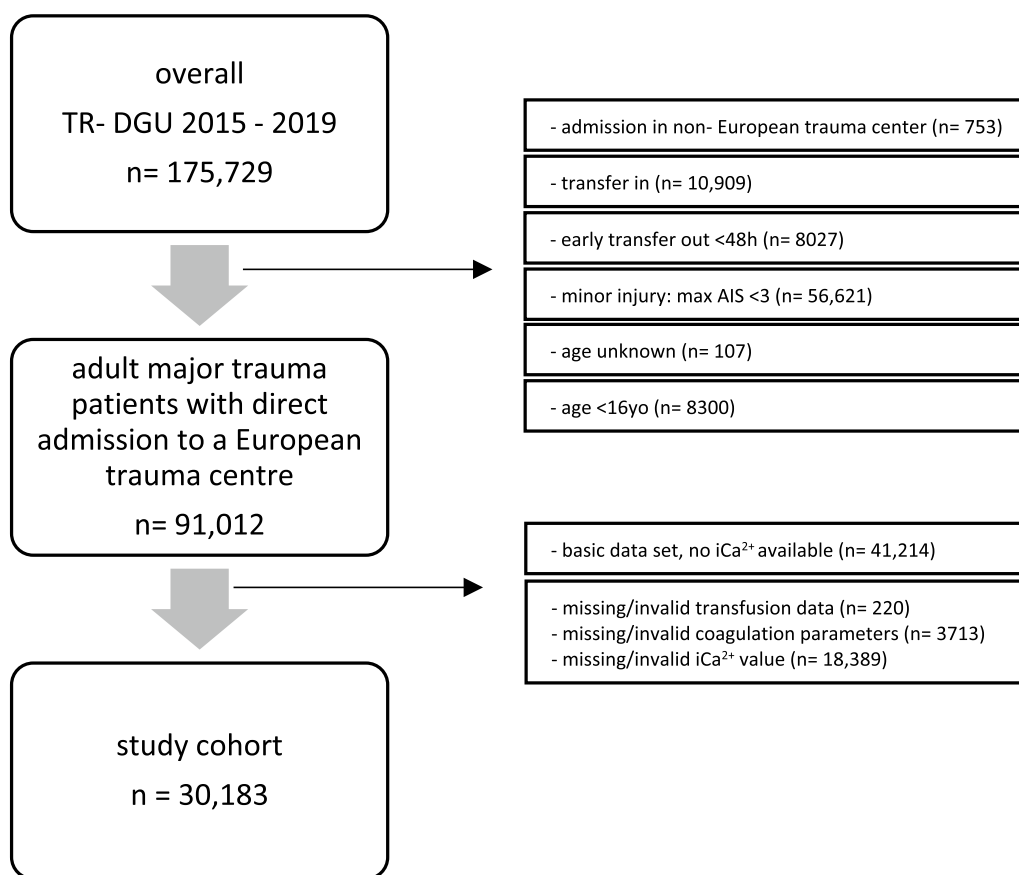 overall
TR- DGU 2015 - 2019
n= 175,729
- admission in non- European trauma center (n= 753)
- transfer in (n= 10,909)
- early transfer out <48h (n= 8027)
- minor injury: max AIS <3 (n= 56,621)
- age unknown (n= 107)
- age <16yo (n= 8300)
adult major trauma
patients with direct
admission to a European
trauma centre
n= 91,012
- basic data set, no iCa²⁺ available (n= 41,214)
- missing/invalid transfusion data (n= 220)
- missing/invalid coagulation parameters (n= 3713)
- missing/invalid iCa²⁺ value (n= 18,389)
study cohort
n = 30,183